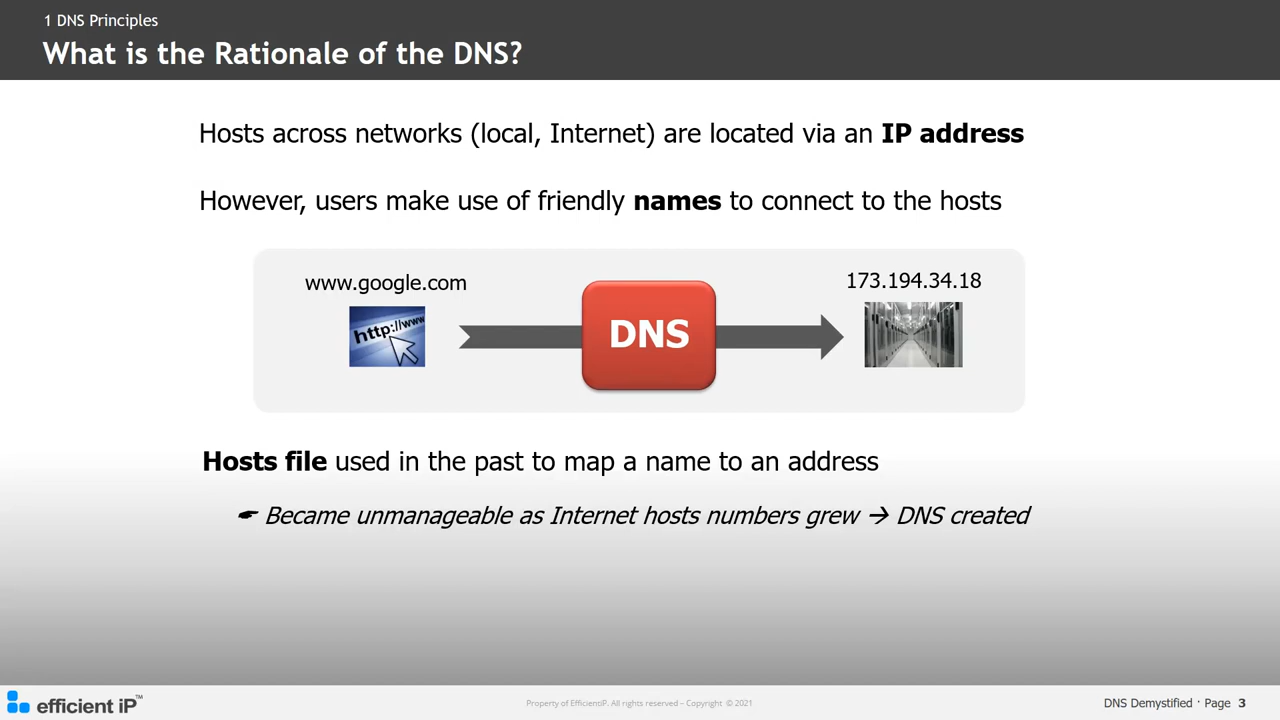 1 DNS Principles
What is the Rationale of the DNS?
Hosts across networks (local, Internet) are located via an IP address
However, users make use of friendly names to connect to the hosts
www.google.com
173.194.34.18
http://www
DNS
Hosts file used in the past to map a name to an address
☛ Became unmanageable as Internet hosts numbers grew → DNS created
efficient iP™
Property of EfficientiP. All rights reserved – Copyright © 2021
DNS Demystified · Page 3